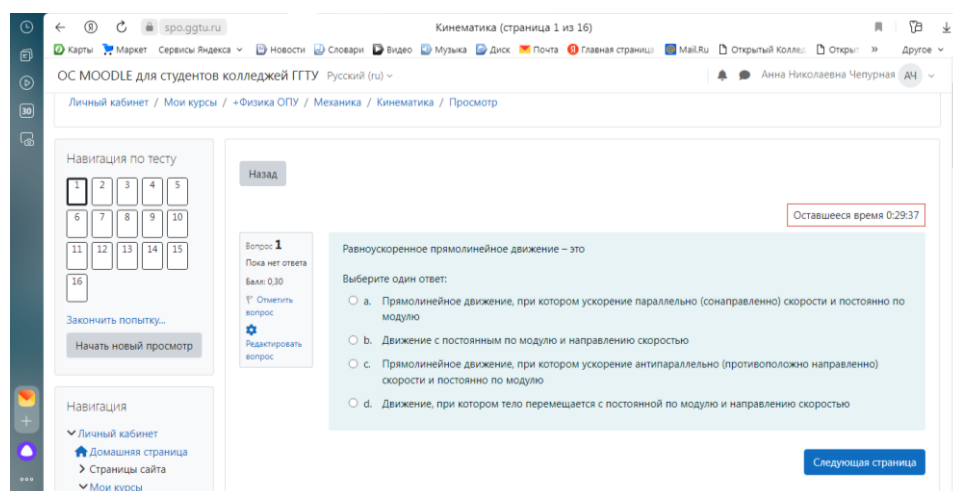 spo.ggtu.ru
Кинематика (страница 1 из 16)
Карты Маркет Сервисы Яндекса Новости Словари Видео Музыка Диск Почта Главная страница Mail.Ru Открытый Коллед Откры » Другое
30
ОС MOODLE для студентов колледжей ГГТУ Русский (ru)
Анна Николаевна Чепурная АЧ
Личный кабинет / Мои курсы / +Физика ОПУ / Механика / Кинематика / Просмотр
Навигация по тесту
1 2 3 4 5
6 7 8 9 10
11 12 13 14 15
16
Закончить попытку...
Начать новый просмотр
Назад
Оставшееся время 0:29:37
Вопрос 1
Пока нет ответа
Балл: 0,30
Отметить
вопрос
Редактировать
вопрос
Равноускоренное прямолинейное движение – это
Выберите один ответ:
a. Прямолинейное движение, при котором ускорение параллельно (сонаправленно) скорости и постоянно по
модулю
b. Движение с постоянным по модулю и направлению скоростью
c. Прямолинейное движение, при котором ускорение антипараллельно (противоположно направленно)
скорости и постоянно по модулю
d. Движение, при котором тело перемещается с постоянной по модулю и направлению скоростью
Следующая страница
Навигация
Личный кабинет
Домашняя страница
Страницы сайта
Мои курсы